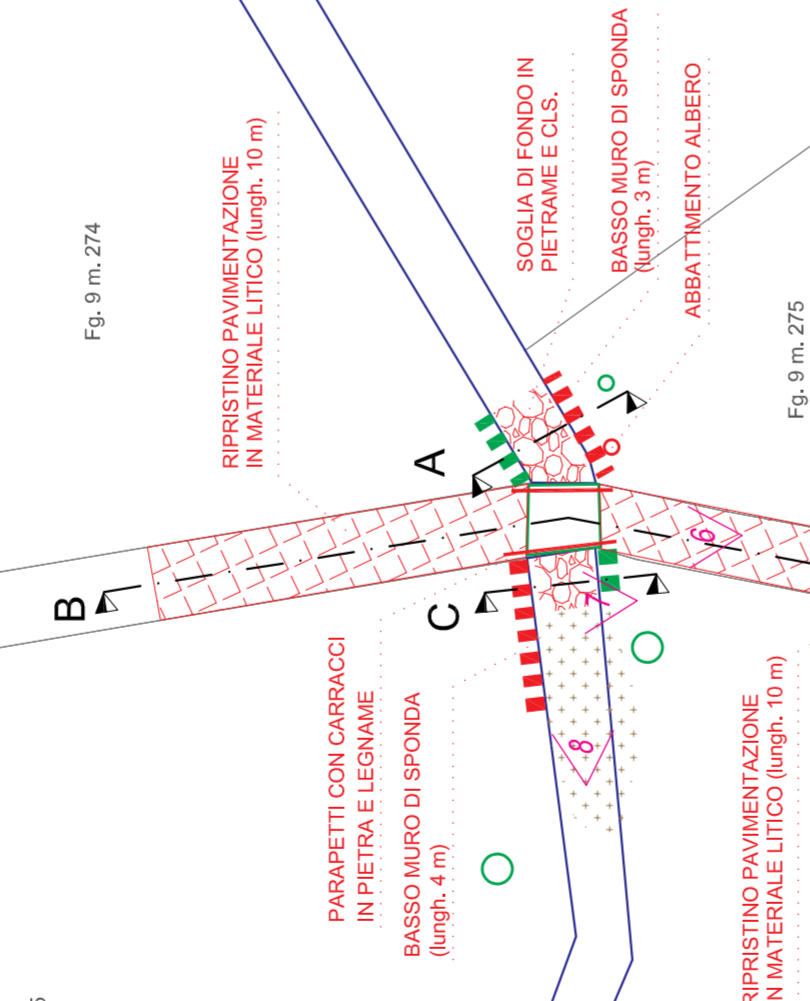 Fg. 9 m. 274
RIPRISTINO PAVIMENTAZIONE
IN MATERIALE LITICO (lungh. 10 m)
SOGLIA DI FONDO IN
PIETRAME E CLS.
BASSO MURO DI SPONDA
(lungh. 3 m)
ABBATTIMENTO ALBERO
Fg. 9 m. 275
A
B
C
6
7
8
PARAPETTI CON CARRACCI
IN PIETRA E LEGNAME
BASSO MURO DI SPONDA
(lungh. 4 m)
RIPRISTINO PAVIMENTAZIONE
N MATERIALE LITICO (lungh. 10 m)